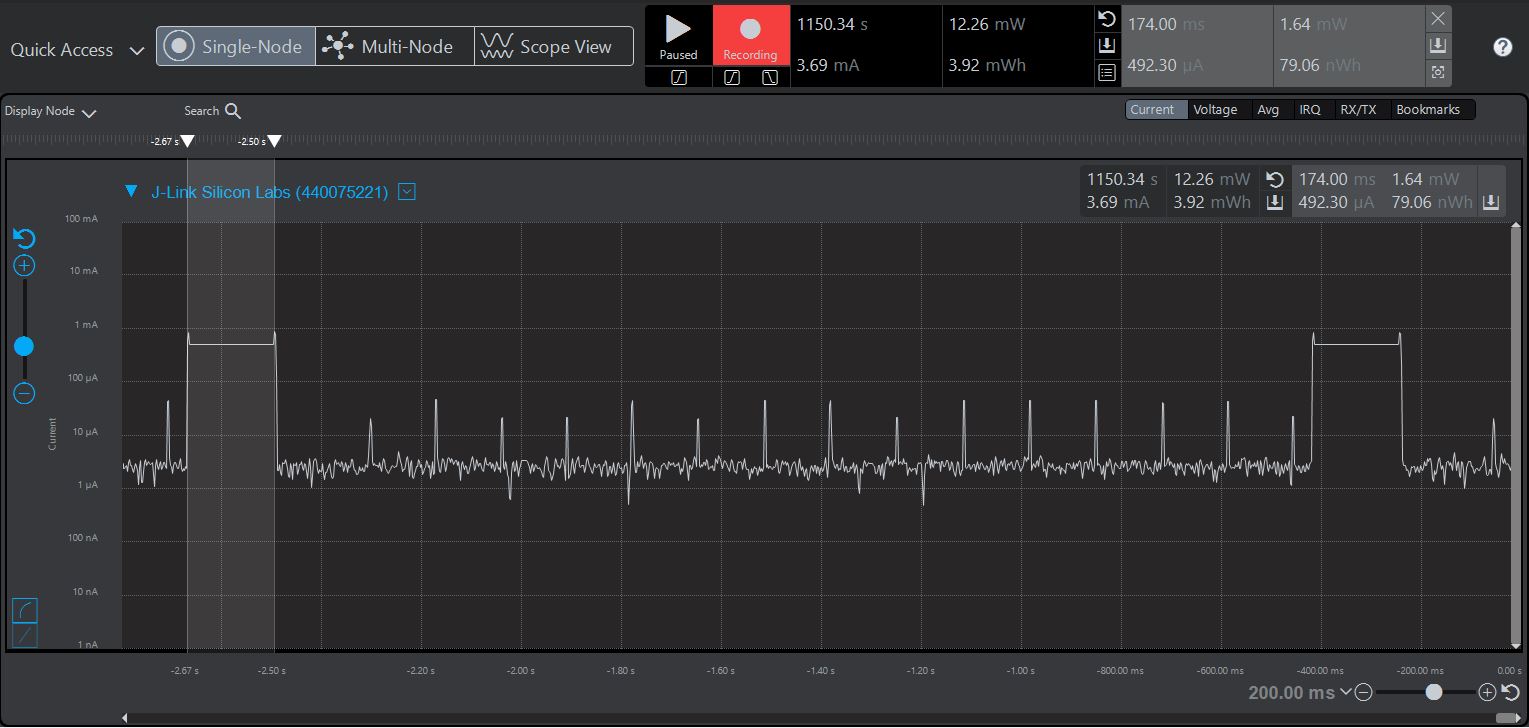 Quick Access
Single-Node
Multi-Node
Scope View
Paused
Recording
1150.34 s
12.26 mW
3.69 mA
3.92 mWh
174.00 ms
1.64 mW
492.30 µA
79.06 nWh
?
Display Node
Search
Current
Voltage
Avg
IRQ
RX/TX
Bookmarks
-2.67 s
-2.50 s
J-Link Silicon Labs (440075221)
1150.34 s
12.26 mW
174.00 ms
1.64 mW
3.69 mA
3.92 mWh
492.30 µA
79.06 nWh
100 mA
10 mA
1 mA
100 µA
10 µA
1 µA
100 nA
10 nA
1 nA
Current
-2.67 s
-2.50 s
-2.20 s
-2.00 s
-1.80 s
-1.60 s
-1.40 s
-1.20 s
-1.00 s
-800.00 ms
-600.00 ms
-400.00 ms
-200.00 ms
0.00 s
200.00 ms